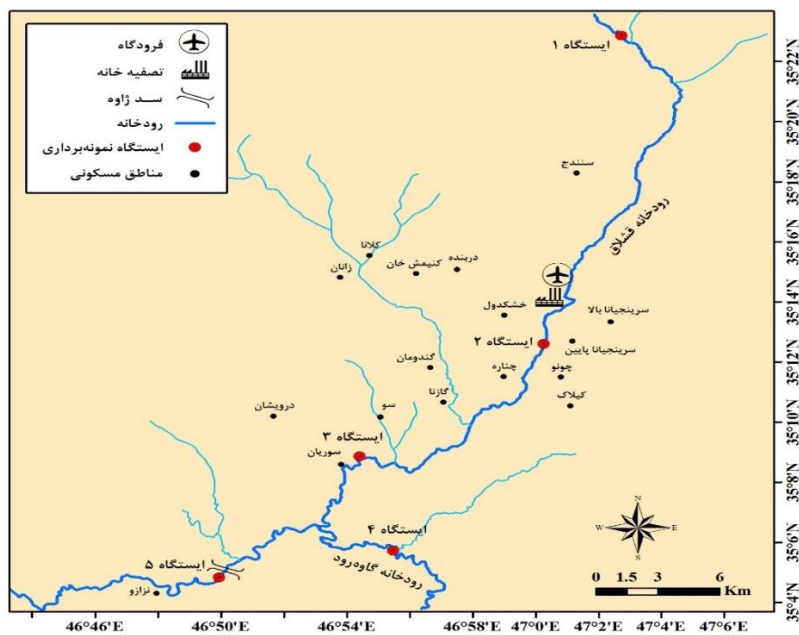 فرودگاه
تصفیه خانه
سـد ژاوه
رودخانه
ایستگاه نمونه‌برداری
مناطق مسکونی
ایستگاه ۱
سنندج
رودخانه قشلاق
کلانا
زانان
کنیمش خان
دربنده
خشکدول
سرینجیانا بالا
ایستگاه ۲
سرینجیانا پایین
گندومان
چناره
چونو
گازنا
کیلاک
درویشان
سو
ایستگاه ۳
سوریان
ایستگاه ۴
رودخانه گاوه‌رود
ایستگاه ۵
نزازو
N
W E
S
0 1.5 3 6
Km
35°22'N
35°20'N
35°18'N
35°16'N
35°14'N
35°12'N
35°10'N
35°8'N
35°6'N
35°4'N
46°46'E 46°50'E 46°54'E 46°58'E 47°0'E 47°2'E 47°4'E 47°6'E